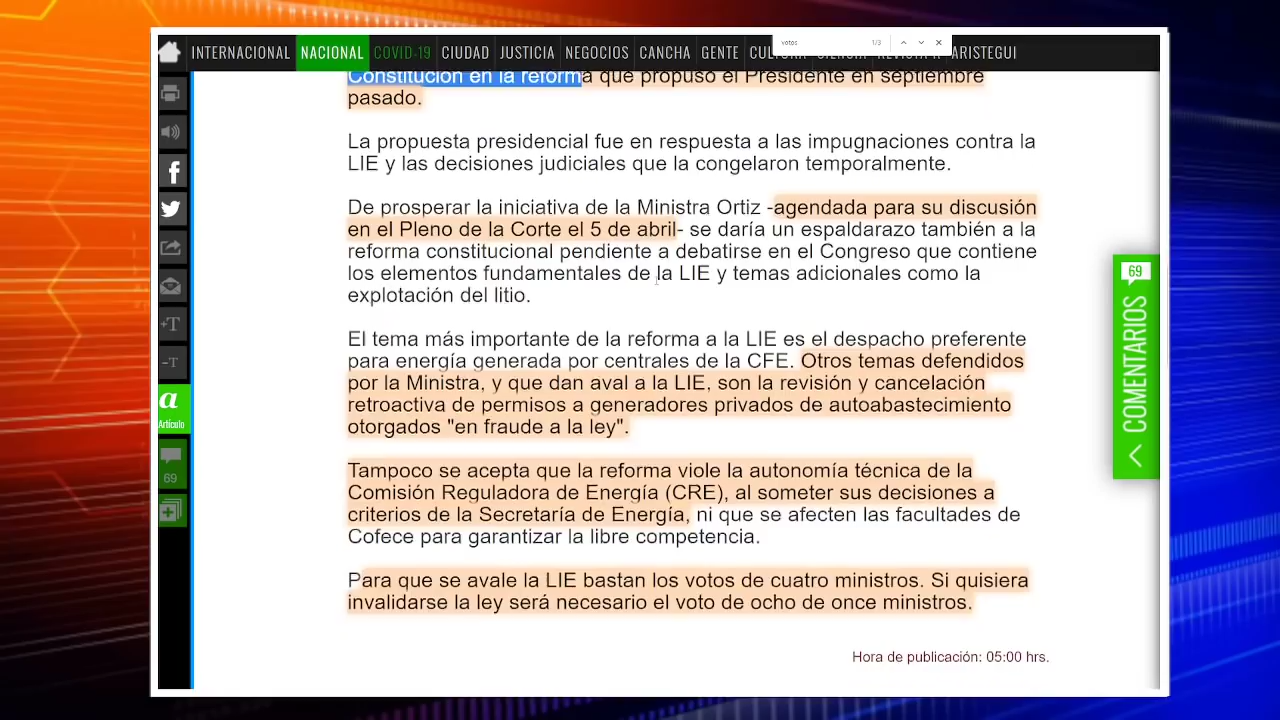 votos 1/3
INTERNACIONAL NACIONAL COVID-19 CIUDAD JUSTICIA NEGOCIOS CANCHA GENTE ARISTEGUI
Constitución en la reforma que propuso el Presidente en septiembre
pasado.
La propuesta presidencial fue en respuesta a las impugnaciones contra la
LIE y las decisiones judiciales que la congelaron temporalmente.
De prosperar la iniciativa de la Ministra Ortiz -agendada para su discusión
en el Pleno de la Corte el 5 de abril- se daría un espaldarazo también a la
reforma constitucional pendiente a debatirse en el Congreso que contiene
los elementos fundamentales de la LIE y temas adicionales como la
explotación del litio.
El tema más importante de la reforma a la LIE es el despacho preferente
para energía generada por centrales de la CFE. Otros temas defendidos
por la Ministra, y que dan aval a la LIE, son la revisión y cancelación
retroactiva de permisos a generadores privados de autoabastecimiento
otorgados "en fraude a la ley".
Tampoco se acepta que la reforma viole la autonomía técnica de la
Comisión Reguladora de Energía (CRE), al someter sus decisiones a
criterios de la Secretaría de Energía, ni que se afecten las facultades de
Cofece para garantizar la libre competencia.
Para que se avale la LIE bastan los votos de cuatro ministros. Si quisiera
invalidarse la ley será necesario el voto de ocho de once ministros.
Hora de publicación: 05:00 hrs.
+T
-T
a
Artículo
69
69
COMENTARIOS